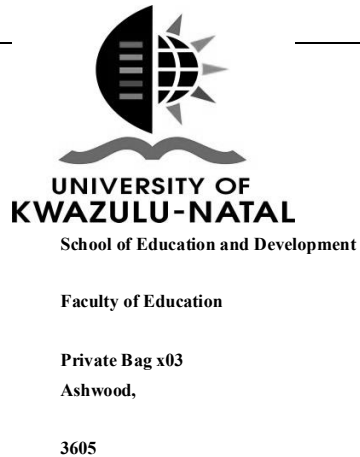 UNIVERSITY OF
KWAZULU-NATAL
School of Education and Development
Faculty of Education
Private Bag x03
Ashwood,
3605